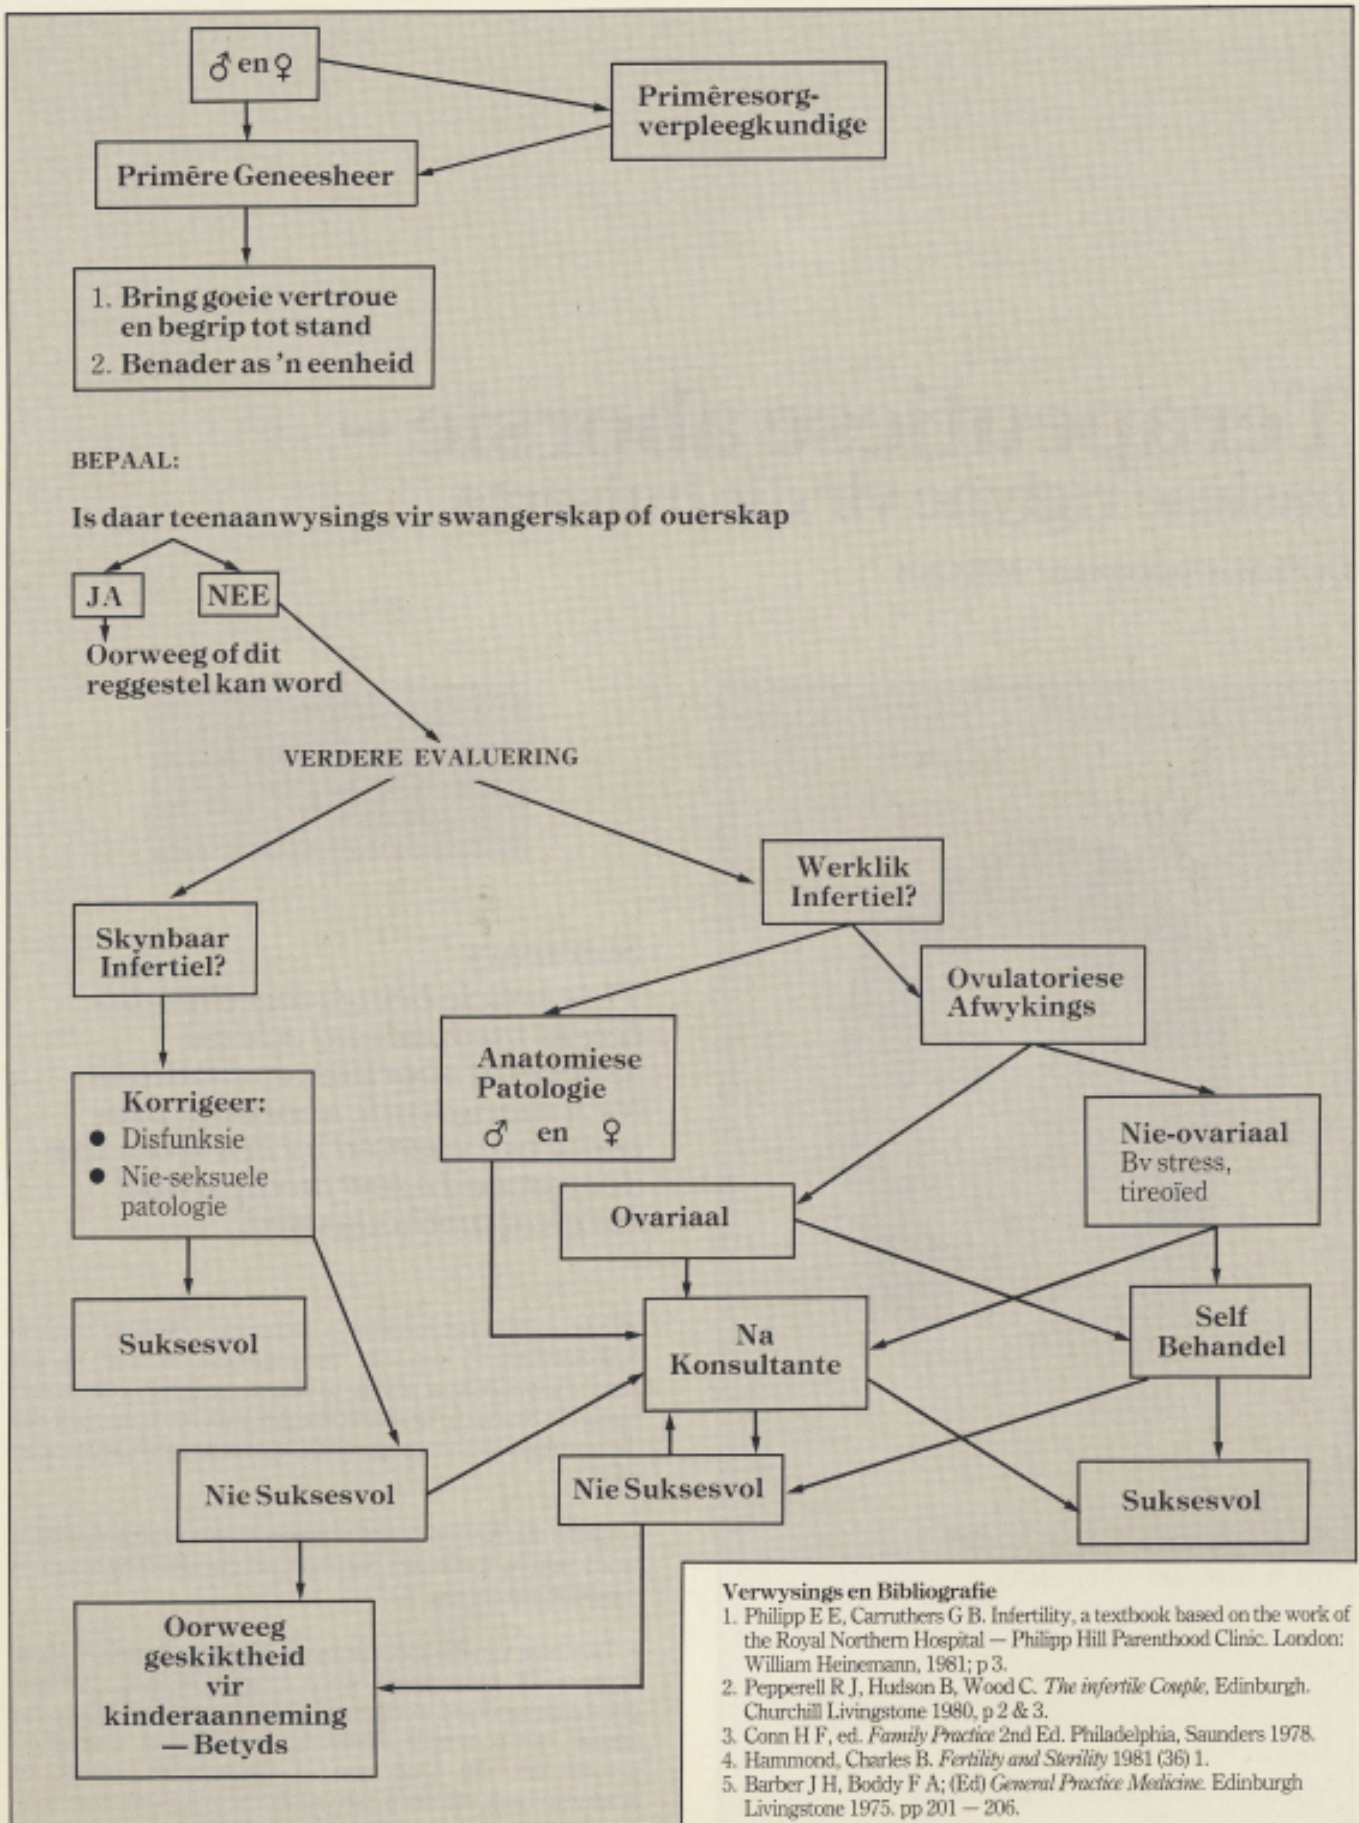 ♂ en ♀
Primêresorg-
verpleegkundige
Primêre Geneesheer
1. Bring goeie vertroue
en begrip tot stand
2. Benader as 'n eenheid
BEPAAL:
Is daar teenaanwysings vir swangerskap of ouerskap
JA
NEE
Oorweeg of dit
reggestel kan word
VERDERE EVALUERING
Werklik
Infertiel?
Skynbaar
Infertiel?
Ovulatoriese
Afwykings
Anatomiese
Patologie
♂ en ♀
Korrigeer:
● Disfunksie
● Nie-seksuele
patologie
Nie-ovariaal
Bv stress,
tireoïed
Ovariaal
Suksesvol
Na
Konsultante
Self
Behandel
Nie Suksesvol
Nie Suksesvol
Suksesvol
Oorweeg
geskiktheid
vir
kinderaanneming
— Betyds
Verwysings en Bibliografie
1. Philipp E E, Carruthers G B. Infertility, a textbook based on the work of
the Royal Northern Hospital — Philipp Hill Parenthood Clinic. London:
William Heinemann, 1981; p 3.
2. Pepperell R J, Hudson B, Wood C. The infertile Couple, Edinburgh.
Churchill Livingstone 1980, p 2 & 3.
3. Conn H F, ed. Family Practice 2nd Ed. Philadelphia, Saunders 1978.
4. Hammond, Charles B. Fertility and Sterility 1981 (36) 1.
5. Barber J H, Boddy F A; (Ed) General Practice Medicine. Edinburgh
Livingstone 1975. pp 201 — 206.